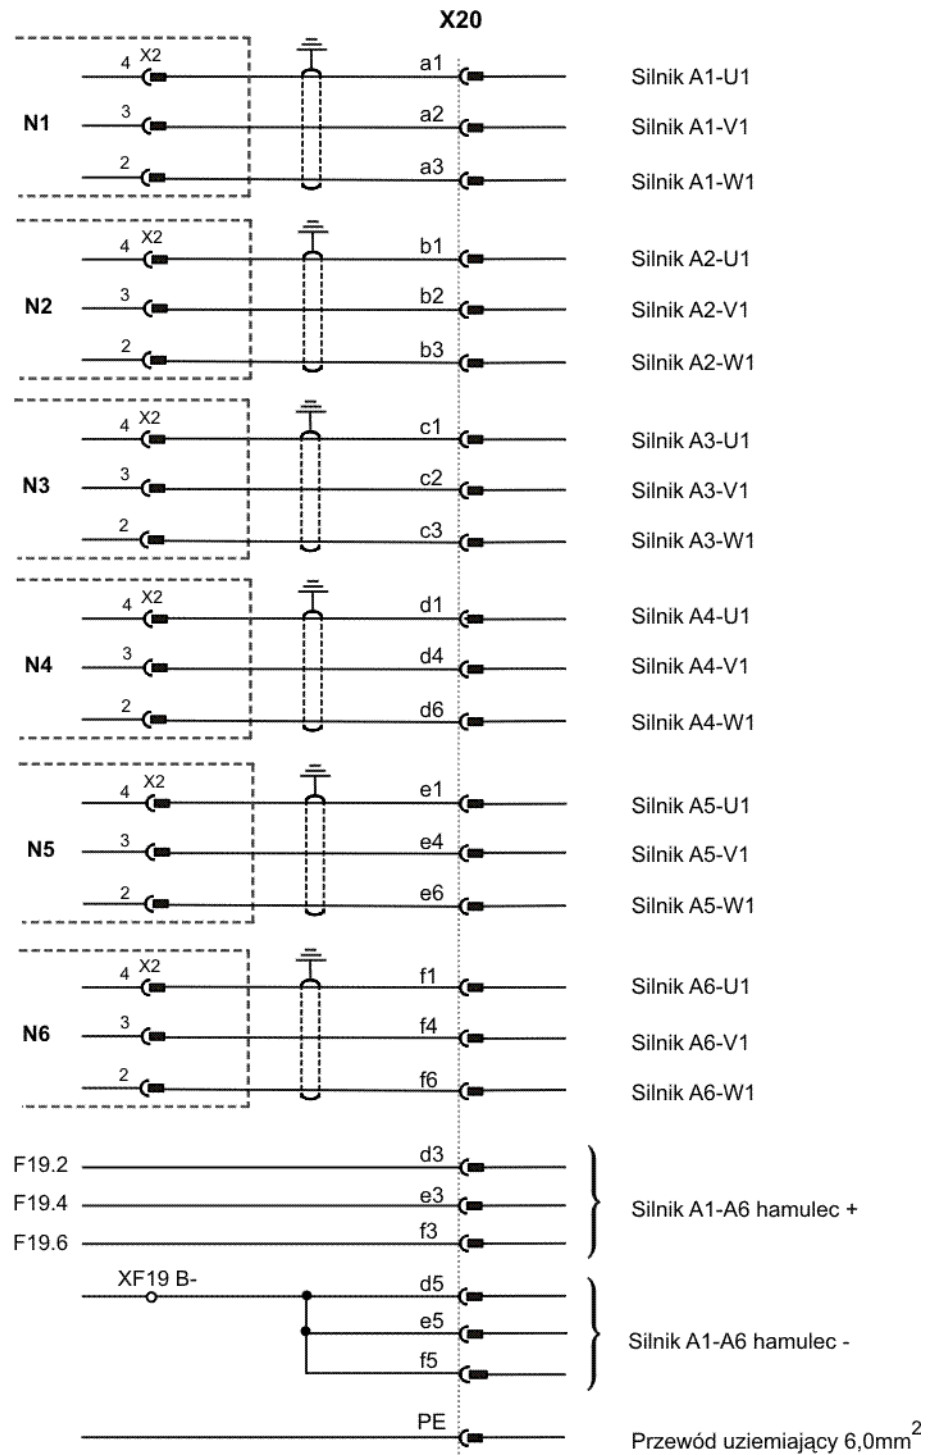 X20
4 X2 a1 Silnik A1-U1
N1 3 a2 Silnik A1-V1
2 a3 Silnik A1-W1
4 X2 b1 Silnik A2-U1
N2 3 b2 Silnik A2-V1
2 b3 Silnik A2-W1
4 X2 c1 Silnik A3-U1
N3 3 c2 Silnik A3-V1
2 c3 Silnik A3-W1
4 X2 d1 Silnik A4-U1
N4 3 d4 Silnik A4-V1
2 d6 Silnik A4-W1
4 X2 e1 Silnik A5-U1
N5 3 e4 Silnik A5-V1
2 e6 Silnik A5-W1
4 X2 f1 Silnik A6-U1
N6 3 f4 Silnik A6-V1
2 f6 Silnik A6-W1
F19.2 d3
F19.4 e3 Silnik A1-A6 hamulec +
F19.6 f3
XF19 B- d5
e5 Silnik A1-A6 hamulec -
f5
PE Przewód uziemiający 6,0mm²